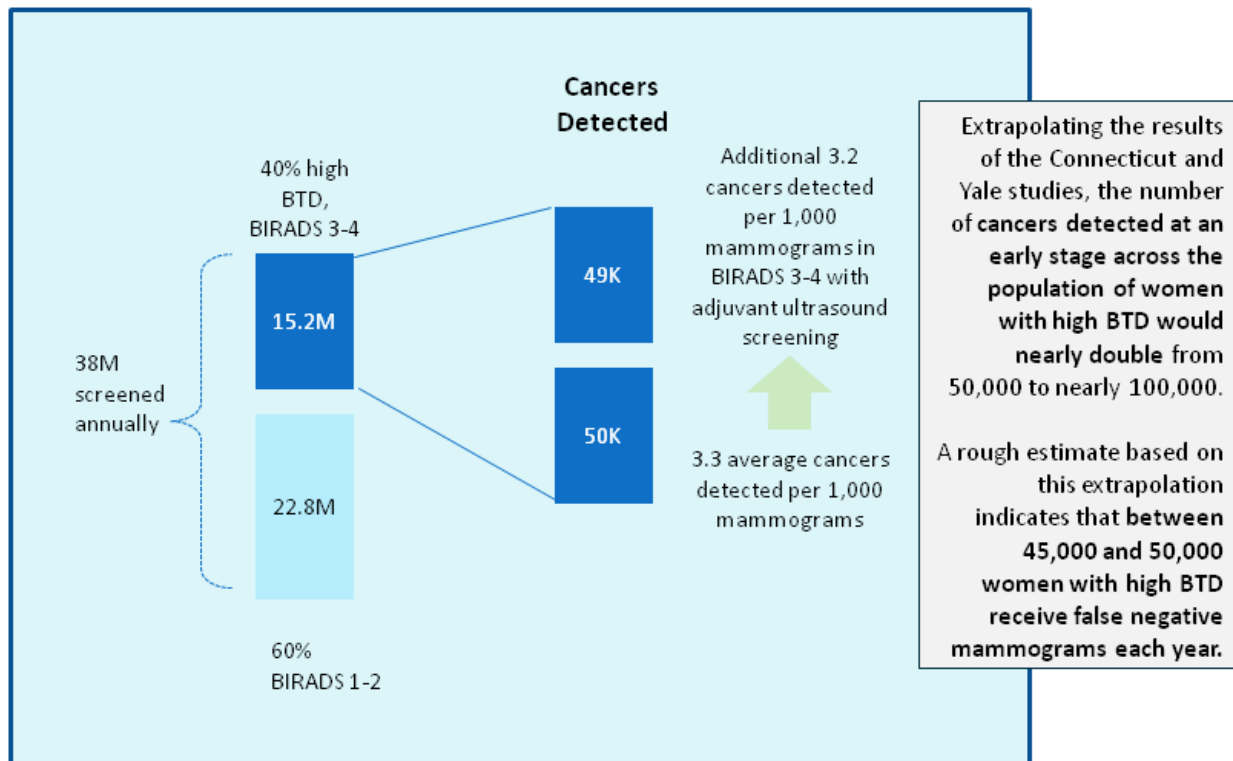 Cancers
Detected
40% high
BTD,
BIRADS 3-4
15.2M
38M
screened
annually
22.8M
60%
BIRADS 1-2
49K
50K
Additional 3.2
cancers detected
per 1,000
mammograms in
BIRADS 3-4 with
adjuvant ultrasound
screening
3.3 average cancers
detected per 1,000
mammograms
Extrapolating the results
of the Connecticut and
Yale studies, the number
of cancers detected at an
early stage across the
population of women
with high BTD would
nearly double from
50,000 to nearly 100,000.
A rough estimate based on
this extrapolation
indicates that between
45,000 and 50,000
women with high BTD
receive false negative
mammograms each year.